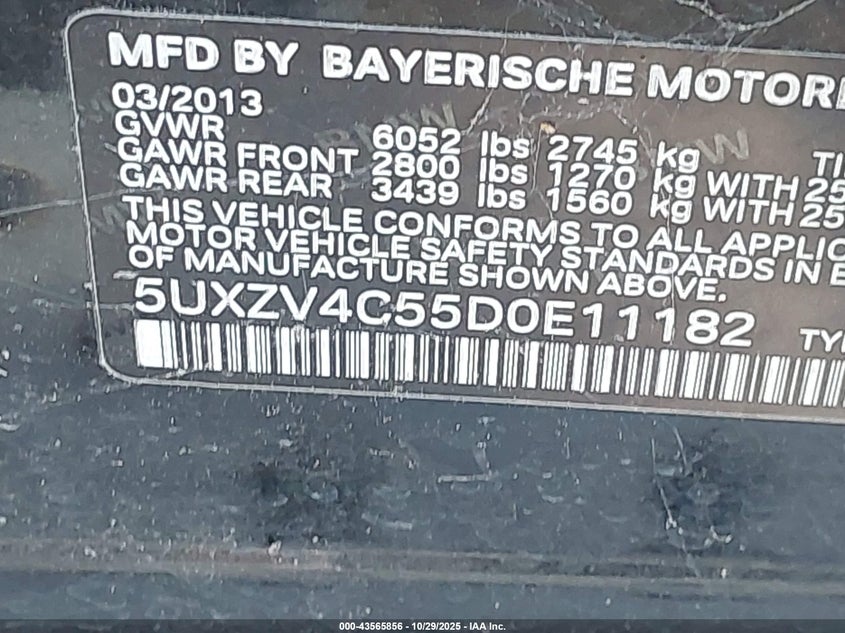 MFD BY BAYERISCHE MOTORE
03/2013
GVWR 6052 lbs 2745 kg
GAWR FRONT 2800 lbs 1270 kg WITH 25
GAWR REAR 3439 lbs 1560 kg WITH 25
THIS VEHICLE CONFORMS TO ALL APPLIC
MOTOR VEHICLE SAFETY STANDARDS IN E
OF MANUFACTURE SHOWN ABOVE.
5UXZV4C55D0E11182 TYP
000-43565856 - 10/29/2025 - IAA Inc.